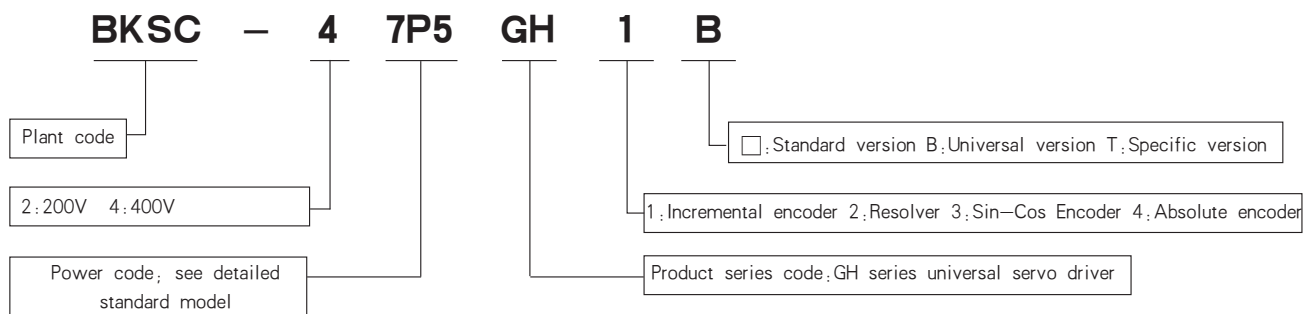 BKSC – 4 7P5 GH 1 B
Plant code
□:Standard version B:Universal version T:Specific version
2:200V 4:400V
1:Incremental encoder 2:Resolver 3:Sin-Cos Encoder 4:Absolute encoder
Power code; see detailed
standard model
Product series code:GH series universal servo driver